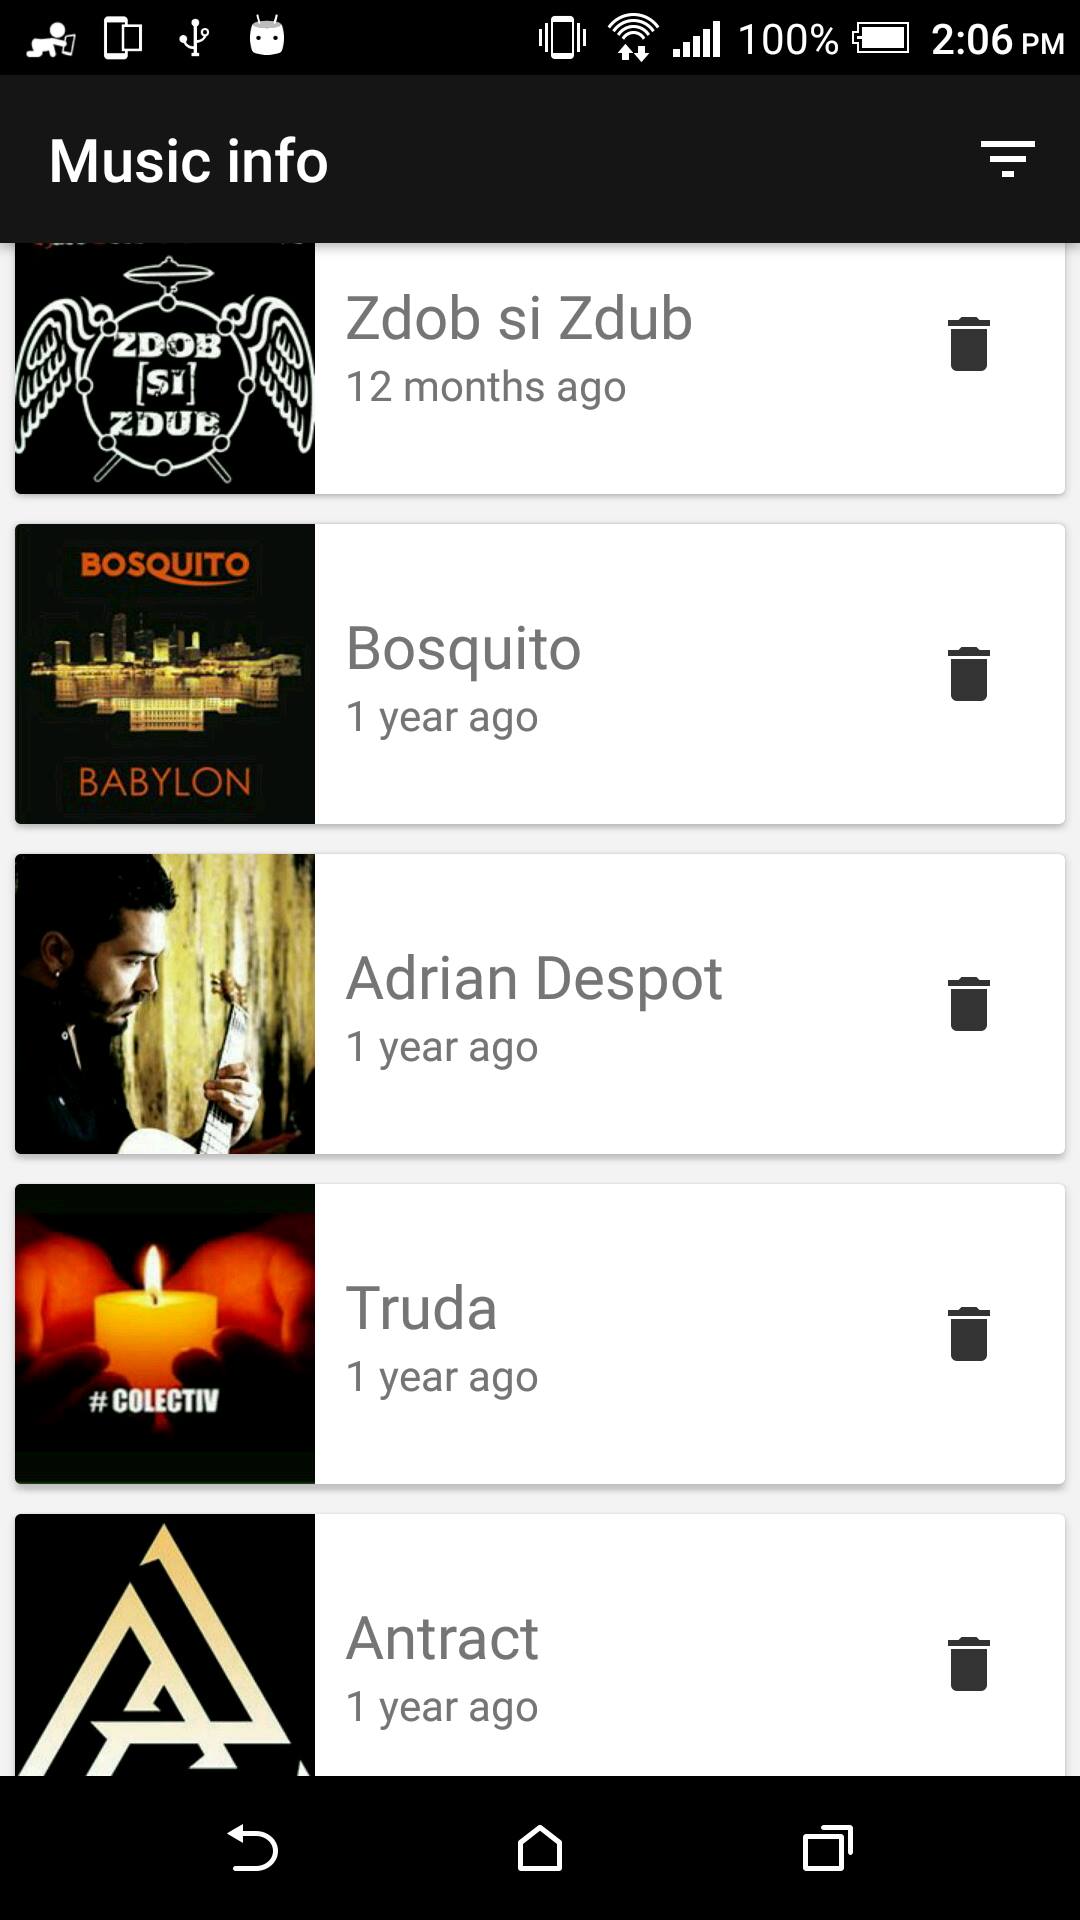 100% 2:06 PM
Music info
ZDOB
[SI]
ZDUB
Zdob si Zdub
12 months ago
BOSQUITO
BABYLON
Bosquito
1 year ago
Adrian Despot
1 year ago
# COLECTIV
Truda
1 year ago
Antract
1 year ago